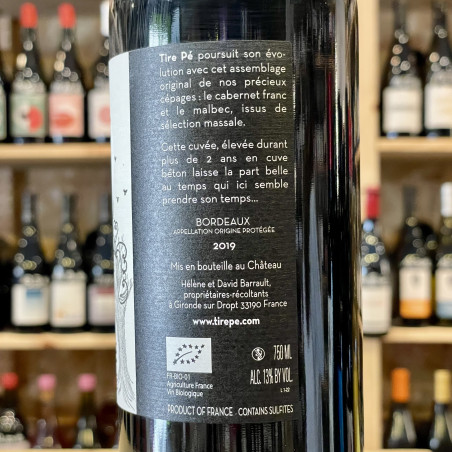 Tire Pé poursuit son évo-
lution avec cet assemblage
original de nos précieux
cépages : le cabernet franc
et le malbec, issus de
sélection massale.
Cette cuvée, élevée durant
plus de 2 ans en cuve
béton laisse la part belle
au temps qui ici semble
prendre son temps...
BORDEAUX
APPELLATION ORIGINE PROTÉGÉE
2019
Mis en bouteille au Château
Hélène et David Barrault,
propriétaires-récoltants
à Gironde sur Dropt 33190 France
www.tirepe.com
FR-BIO-01
Agriculture France
Vin Biologique
750 ML
ALC. 13% BY VOL
L 1-22
PRODUCT OF FRANCE - CONTAINS SULFITES